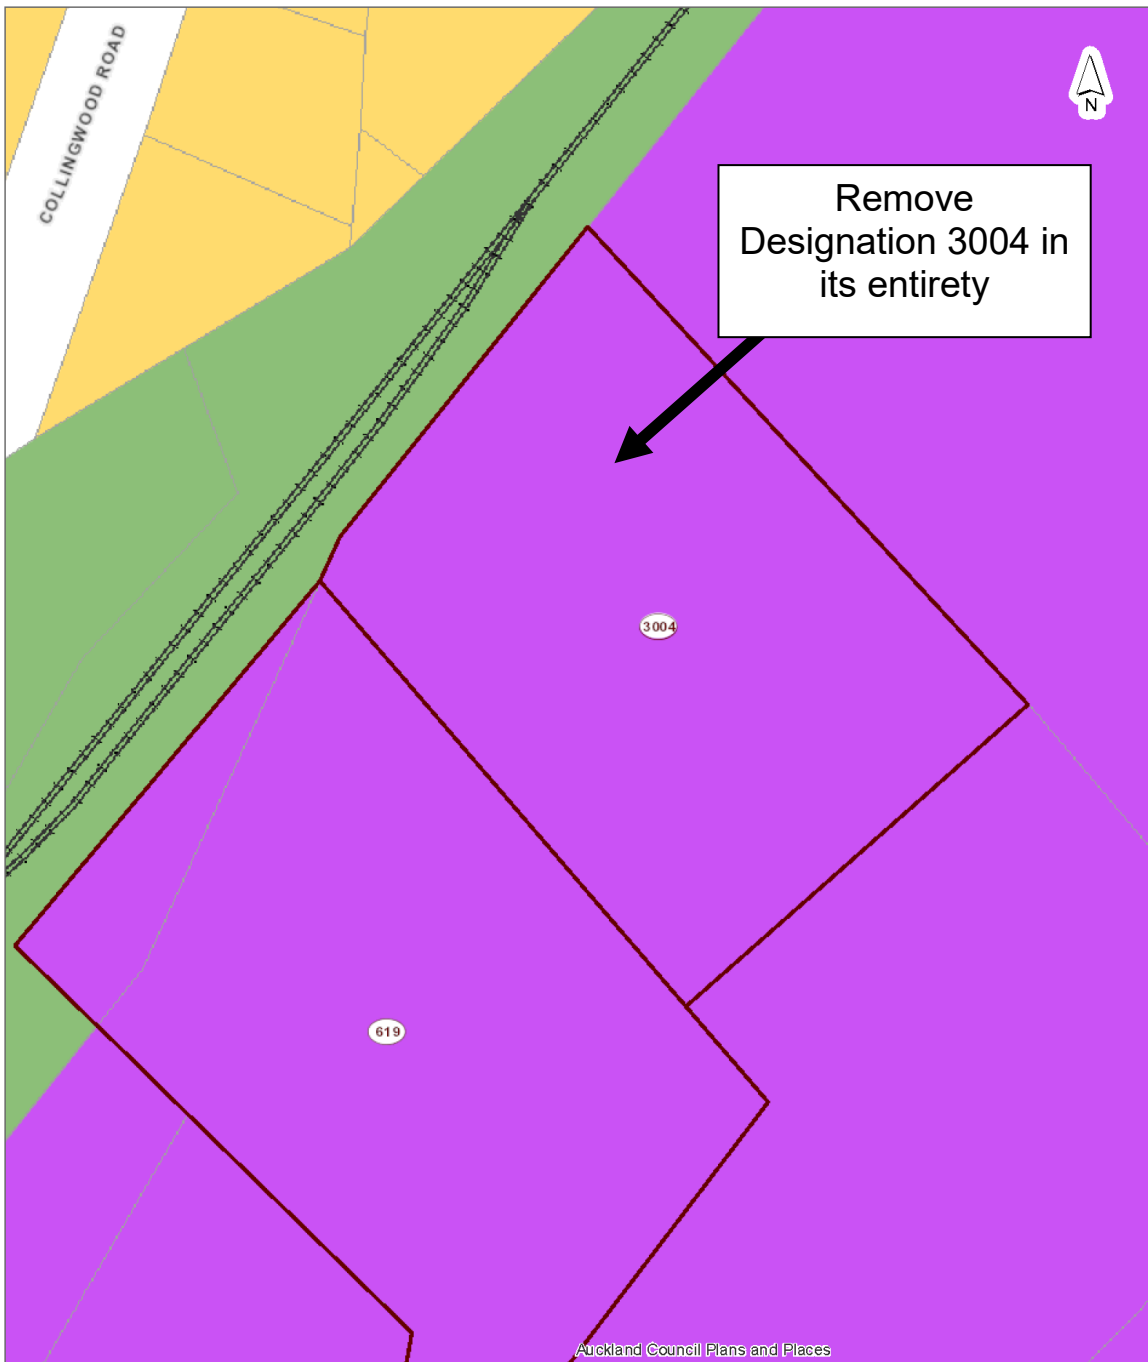 COLLINGWOOD ROAD
N
Remove
Designation 3004 in
its entirety
3004
619
Auckland Council Plans and Places